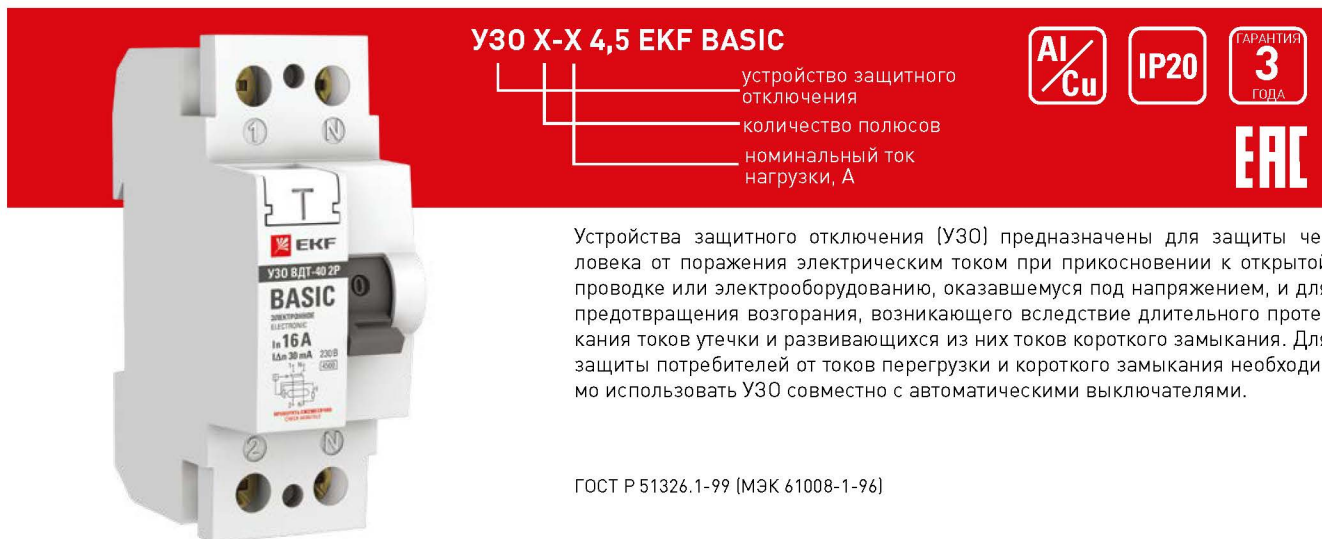 УЗО Х-Х 4,5 EKF BASIC
устройство защитного
отключения
количество полюсов
номинальный ток
нагрузки, А
Al/Cu
IP20
ГАРАНТИЯ
3
ГОДА
EAC
1
N
T
EKF
УЗО ВДТ-40 2P
BASIC
ЭЛЕКТРОННОЕ
ELECTRONIC
In 16 A
IΔn 30 mA 230 В
4500
2
N
Устройства защитного отключения (УЗО) предназначены для защиты че-
ловека от поражения электрическим током при прикосновении к открытой
проводке или электрооборудованию, оказавшемуся под напряжением, и для
предотвращения возгорания, возникающего вследствие длительного проте-
кания токов утечки и развивающихся из них токов короткого замыкания. Для
защиты потребителей от токов перегрузки и короткого замыкания необходи-
мо использовать УЗО совместно с автоматическими выключателями.
ГОСТ Р 51326.1-99 (МЭК 61008-1-96)